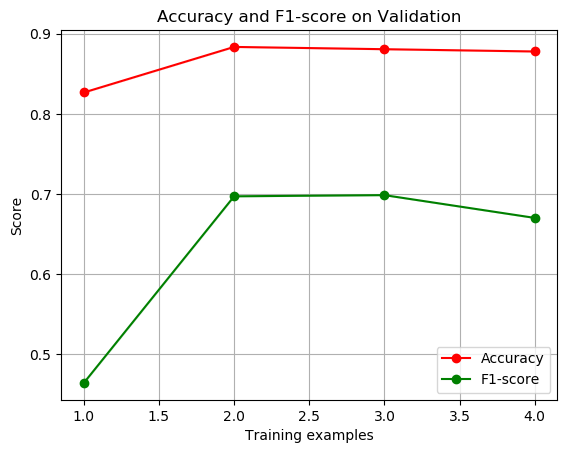 Accuracy and F1-score on Validation
0.9
0.8
0.7
0.6
0.5
Score
1.0 1.5 2.0 2.5 3.0 3.5 4.0
Training examples
Accuracy
F1-score